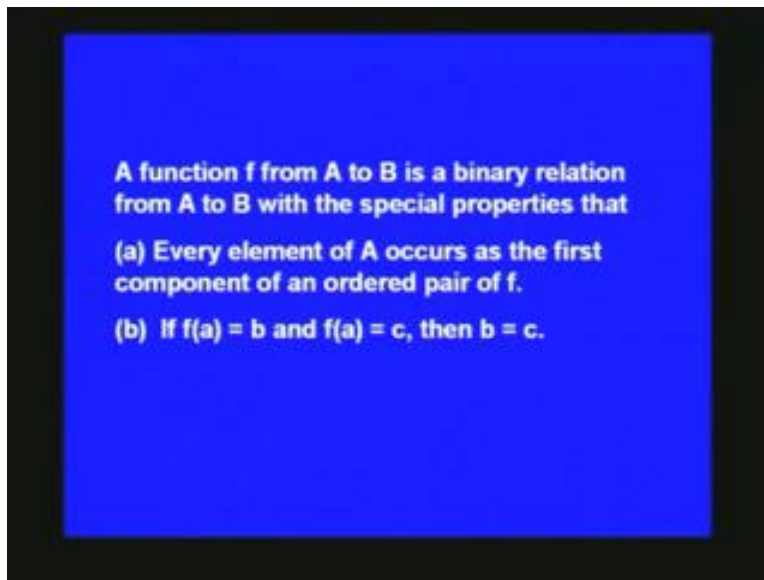 A function f from A to B is a binary relation
from A to B with the special properties that
(a) Every element of A occurs as the first
component of an ordered pair of f.
(b) If f(a) = b and f(a) = c, then b = c.